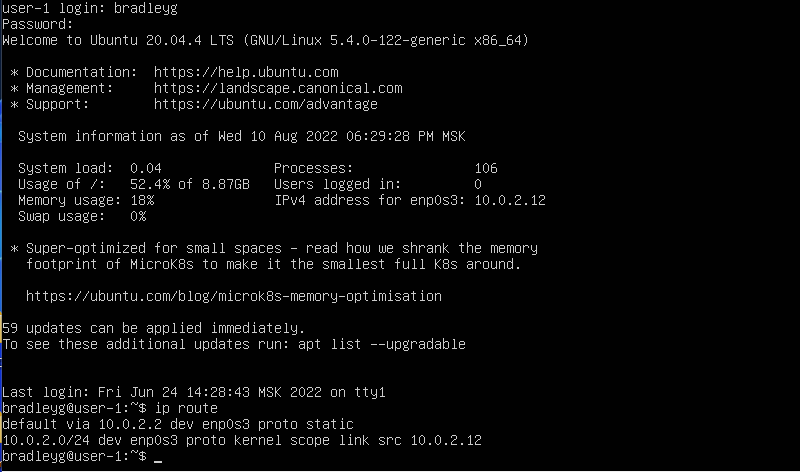 user-1 login: bradleyg
Password:
Welcome to Ubuntu 20.04.4 LTS (GNU/Linux 5.4.0-122-generic x86_64)
* Documentation:  https://help.ubuntu.com
* Management:     https://landscape.canonical.com
* Support:        https://ubuntu.com/advantage
System information as of Wed 10 Aug 2022 06:29:28 PM MSK
System load:  0.04               Processes:               106
Usage of /:   52.4% of 8.87GB   Users logged in:         0
Memory usage: 18%               IPv4 address for enp0s3: 10.0.2.12
Swap usage:   0%
* Super-optimized for small spaces - read how we shrank the memory
footprint of MicroK8s to make it the smallest full K8s around.
https://ubuntu.com/blog/microk8s-memory-optimisation
59 updates can be applied immediately.
To see these additional updates run: apt list --upgradable
Last login: Fri Jun 24 14:28:43 MSK 2022 on tty1
bradleyg@user-1:~$ ip route
default via 10.0.2.2 dev enp0s3 proto static
10.0.2.0/24 dev enp0s3 proto kernel scope link src 10.0.2.12
bradleyg@user-1:~$ _